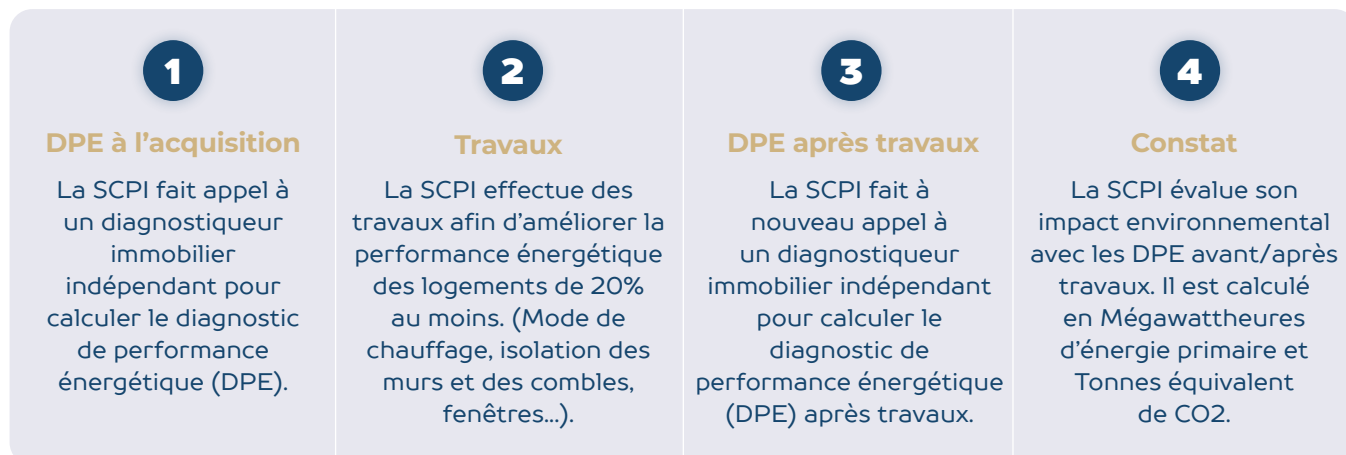 1
DPE à l'acquisition
La SCPI fait appel à
un diagnostiqueur
immobilier
indépendant pour
calculer le diagnostic
de performance
énergétique (DPE).
2
Travaux
La SCPI effectue des
travaux afin d'améliorer la
performance énergétique
des logements de 20%
au moins. (Mode de
chauffage, isolation des
murs et des combles,
fenêtres...).
3
DPE après travaux
La SCPI fait à
nouveau appel à
un diagnostiqueur
immobilier indépendant
pour calculer le
diagnostic de
performance énergétique
(DPE) après travaux.
4
Constat
La SCPI évalue son
impact environnemental
avec les DPE avant/après
travaux. Il est calculé
en Mégawattheures
d'énergie primaire et
Tonnes équivalent
de CO2.